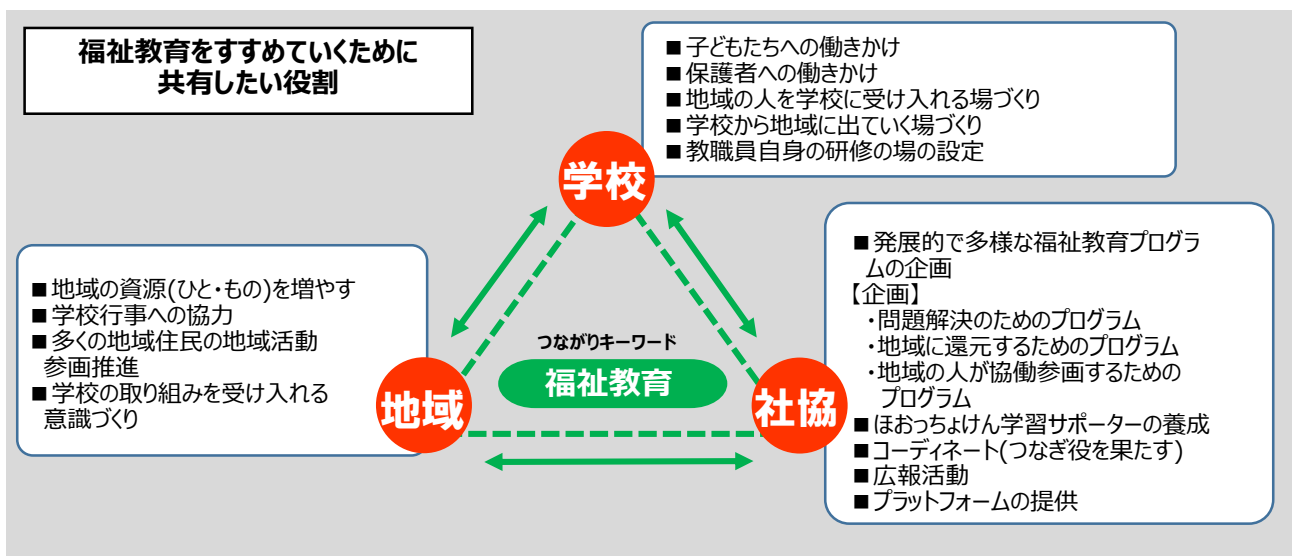 福祉教育をすすめていくために
共有したい役割
■子どもたちへの働きかけ
■保護者への働きかけ
■地域の人を学校に受け入れる場づくり
■学校から地域に出ていく場づくり
■教職員自身の研修の場の設定
学校
■地域の資源(ひと・もの)を増やす
■学校行事への協力
■多くの地域住民の地域活動
参画推進
■学校の取り組みを受け入れる
意識づくり
地域
つながりキーワード
福祉教育
社協
■発展的で多様な福祉教育プログラ
ムの企画
【企画】
・問題解決のためのプログラム
・地域に還元するためのプログラム
・地域の人が協働参画するための
プログラム
■ほおっちょけん学習サポーターの養成
■コーディネート(つなぎ役を果たす)
■広報活動
■プラットフォームの提供